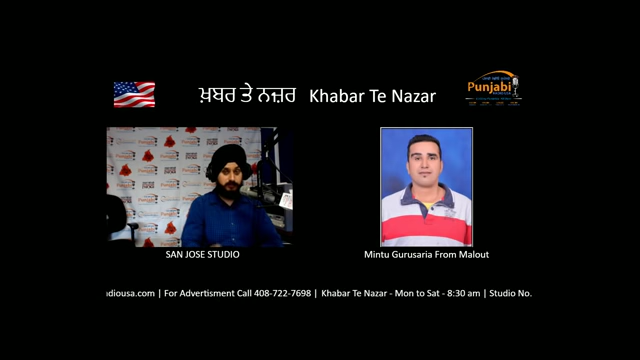 ਖ਼ਬਰ ਤੇ ਨਜ਼ਰ Khabar Te Nazar
Punjabi
SAN JOSE STUDIO
Mintu Gurusaria From Malout
adiousa.com | For Advertisment Call 408-722-7698 | Khabar Te Nazar - Mon to Sat - 8:30 am | Studio No.